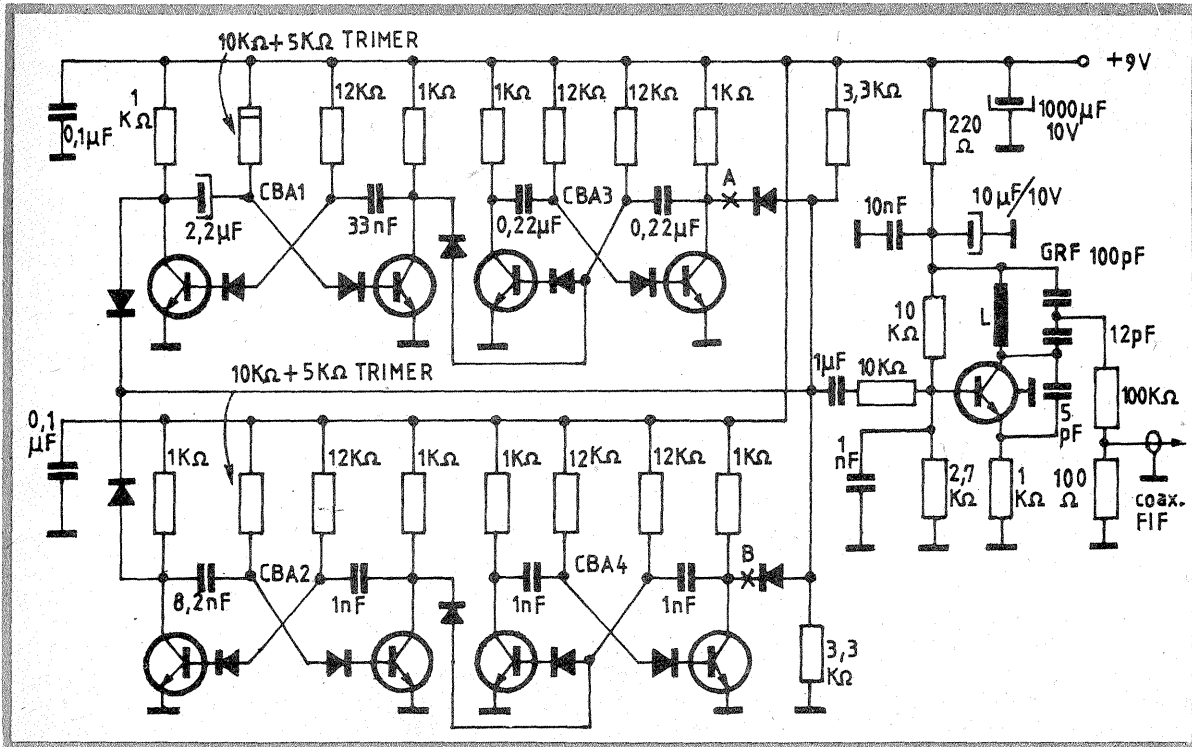 10KΩ+5KΩ TRIMER
+9V
0,1μF
1
KΩ
12KΩ
1KΩ
1KΩ
12KΩ
12KΩ
1KΩ
3,3KΩ
220
Ω
1000μF
10V
2,2μF
CBA1
33nF
0,22μF
CBA3
0,22μF
A
10nF
10μF/10V
GRF
100pF
10
KΩ
L
12pF
10KΩ+5KΩ TRIMER
1μF
10KΩ
5
pF
100KΩ
0,1
μF
1KΩ
12KΩ
1KΩ
1KΩ
12KΩ
12KΩ
1KΩ
1
nF
2,7
KΩ
1
KΩ
100
Ω
coax.
FIF
8,2nF
CBA2
1nF
1nF
CBA4
1nF
B
3,3
KΩ